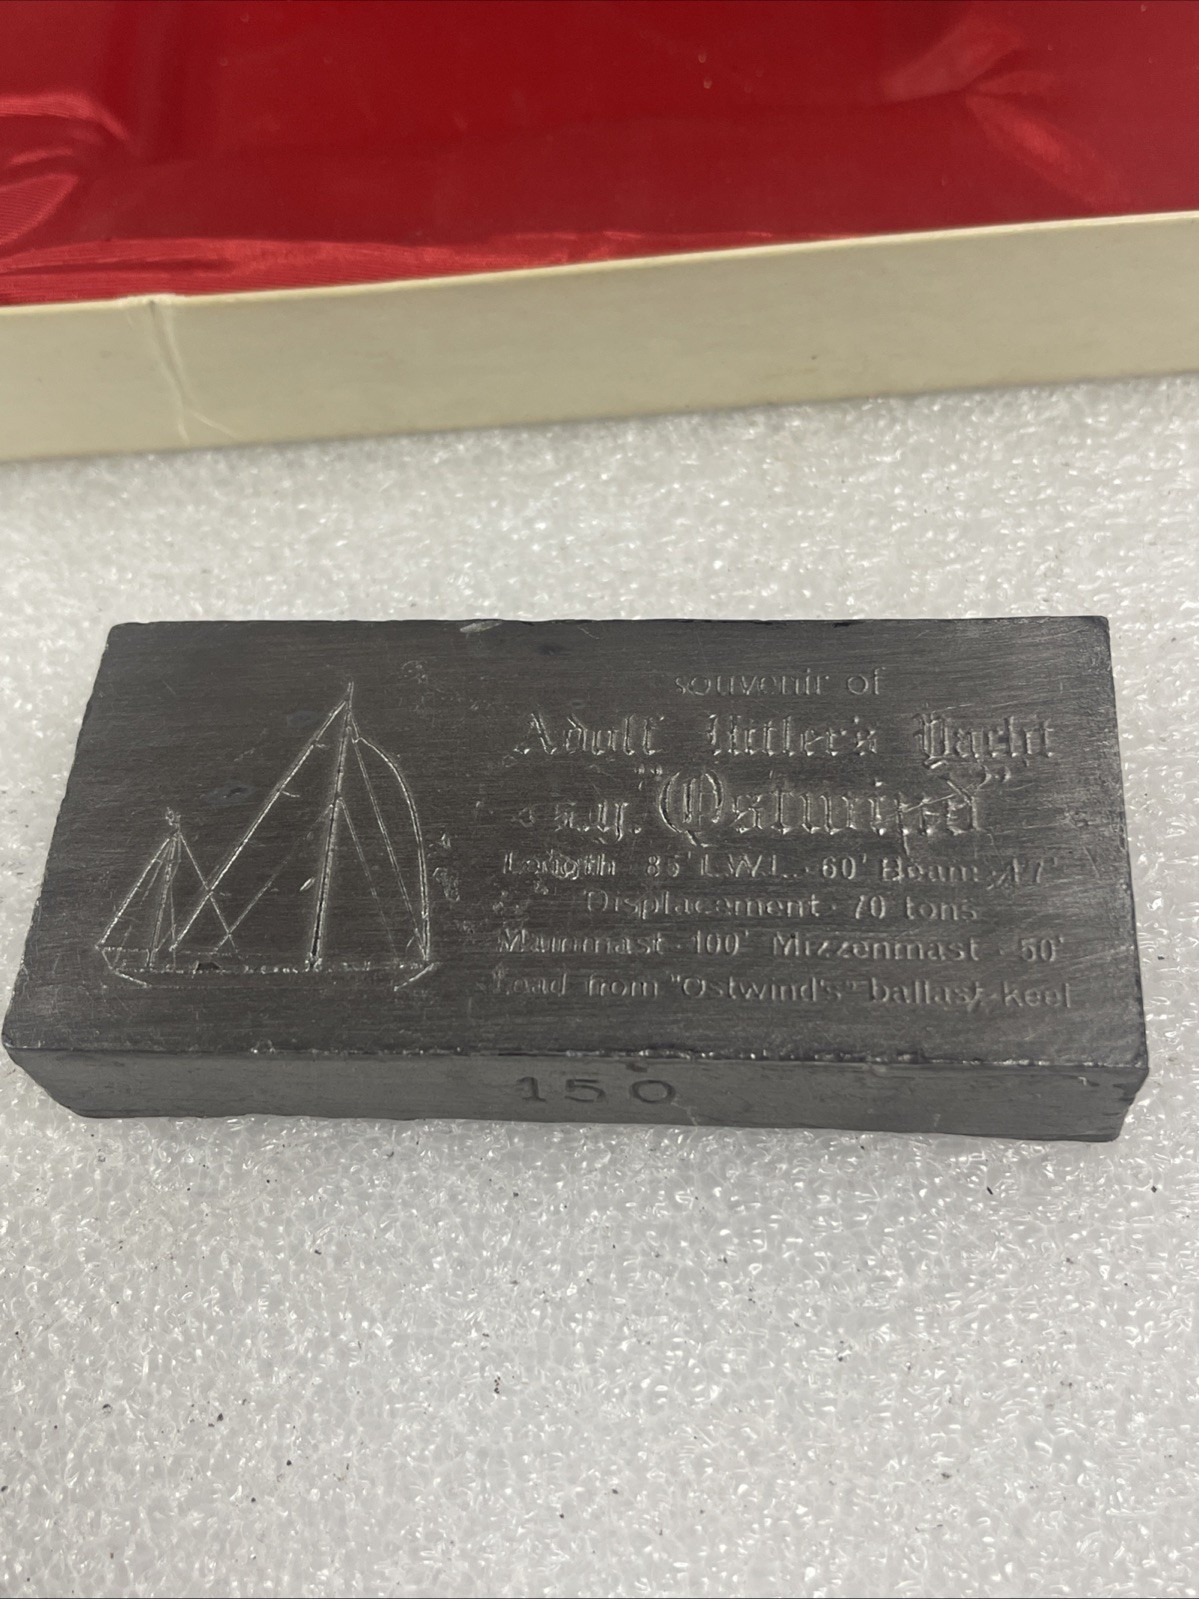 souvenir of
Adolf Hitler's Yacht
s.y. "Ostwind"
Length · 85' L.W.L. · 60' Beam · 17'
Displacement · 70 tons
Mainmast · 100' Mizzenmast · 50'
Lead from "Ostwind's" ballast keel
150